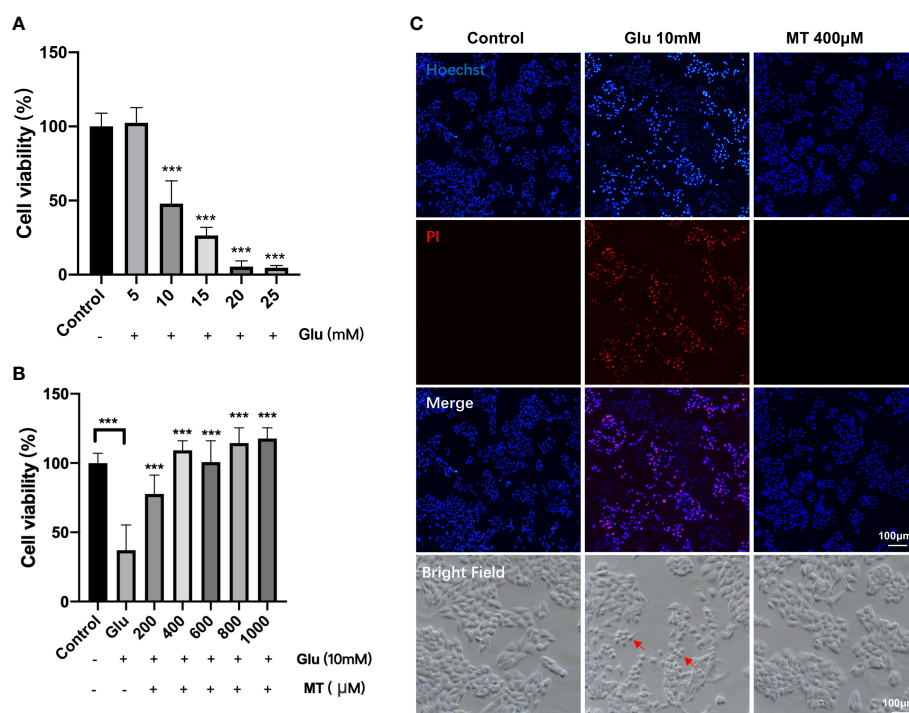 A
Cell viability (%)
150
100
50
0
***
***
***
***
Control
5
10
15
20
25
- + + + + + Glu (mM)
B
Cell viability (%)
150
100
50
0
***
***
***
***
***
***
Control
Glu
200
400
600
800
1000
- + + + + + + Glu (10mM)
- - + + + + + MT ( μM)
C
Control Glu 10mM MT 400μM
Hoechst
PI
Merge
100μm
Bright Field
100μm